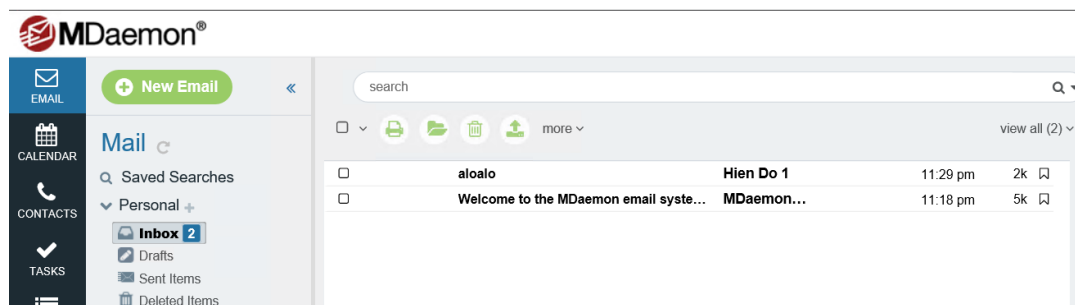 MDaemon®
EMAIL
CALENDAR
CONTACTS
TASKS
New Email
«
Mail
Saved Searches
Personal +
Inbox 2
Drafts
Sent Items
Deleted Items
search
more
view all (2)
aloalo Hien Do 1 11:29 pm 2k
Welcome to the MDaemon email syste... MDaemon... 11:18 pm 5k